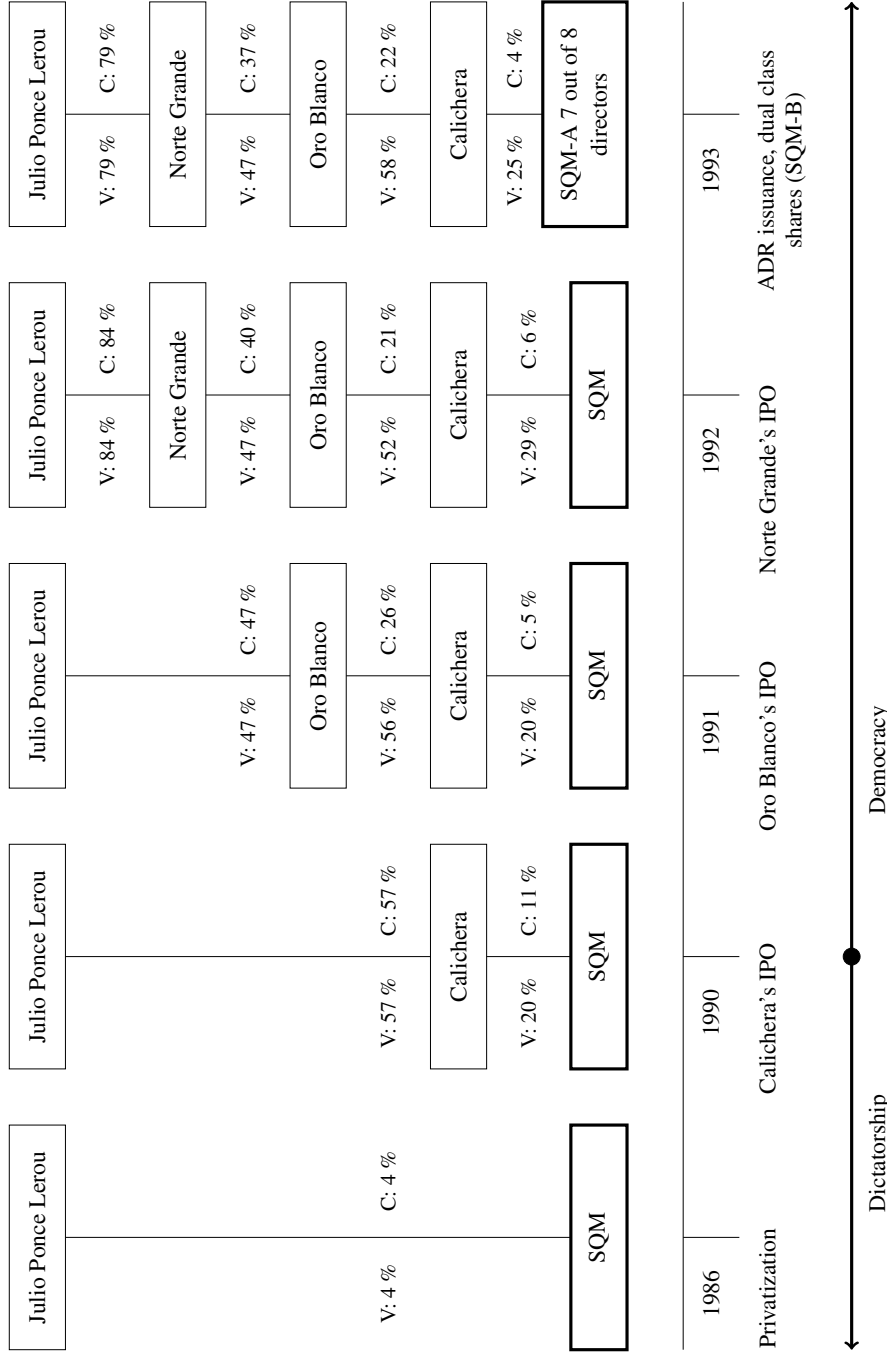 Julio Ponce Lerou
V: 4 %
C: 4 %
SQM
1986
Privatization
Julio Ponce Lerou
V: 57 %
C: 57 %
Calichera
V: 20 %
C: 11 %
SQM
1990
Calichera's IPO
Julio Ponce Lerou
V: 47 %
C: 47 %
Oro Blanco
V: 56 %
C: 26 %
Calichera
V: 20 %
C: 5 %
SQM
1991
Oro Blanco's IPO
Julio Ponce Lerou
V: 84 %
C: 84 %
Norte Grande
V: 47 %
C: 40 %
Oro Blanco
V: 52 %
C: 21 %
Calichera
V: 29 %
C: 6 %
SQM
1992
Norte Grande's IPO
Julio Ponce Lerou
V: 79 %
C: 79 %
Norte Grande
V: 47 %
C: 37 %
Oro Blanco
V: 58 %
C: 22 %
Calichera
V: 25 %
C: 4 %
SQM-A 7 out of 8
directors
1993
ADR issuance, dual class
shares (SQM-B)
Dictatorship
Democracy